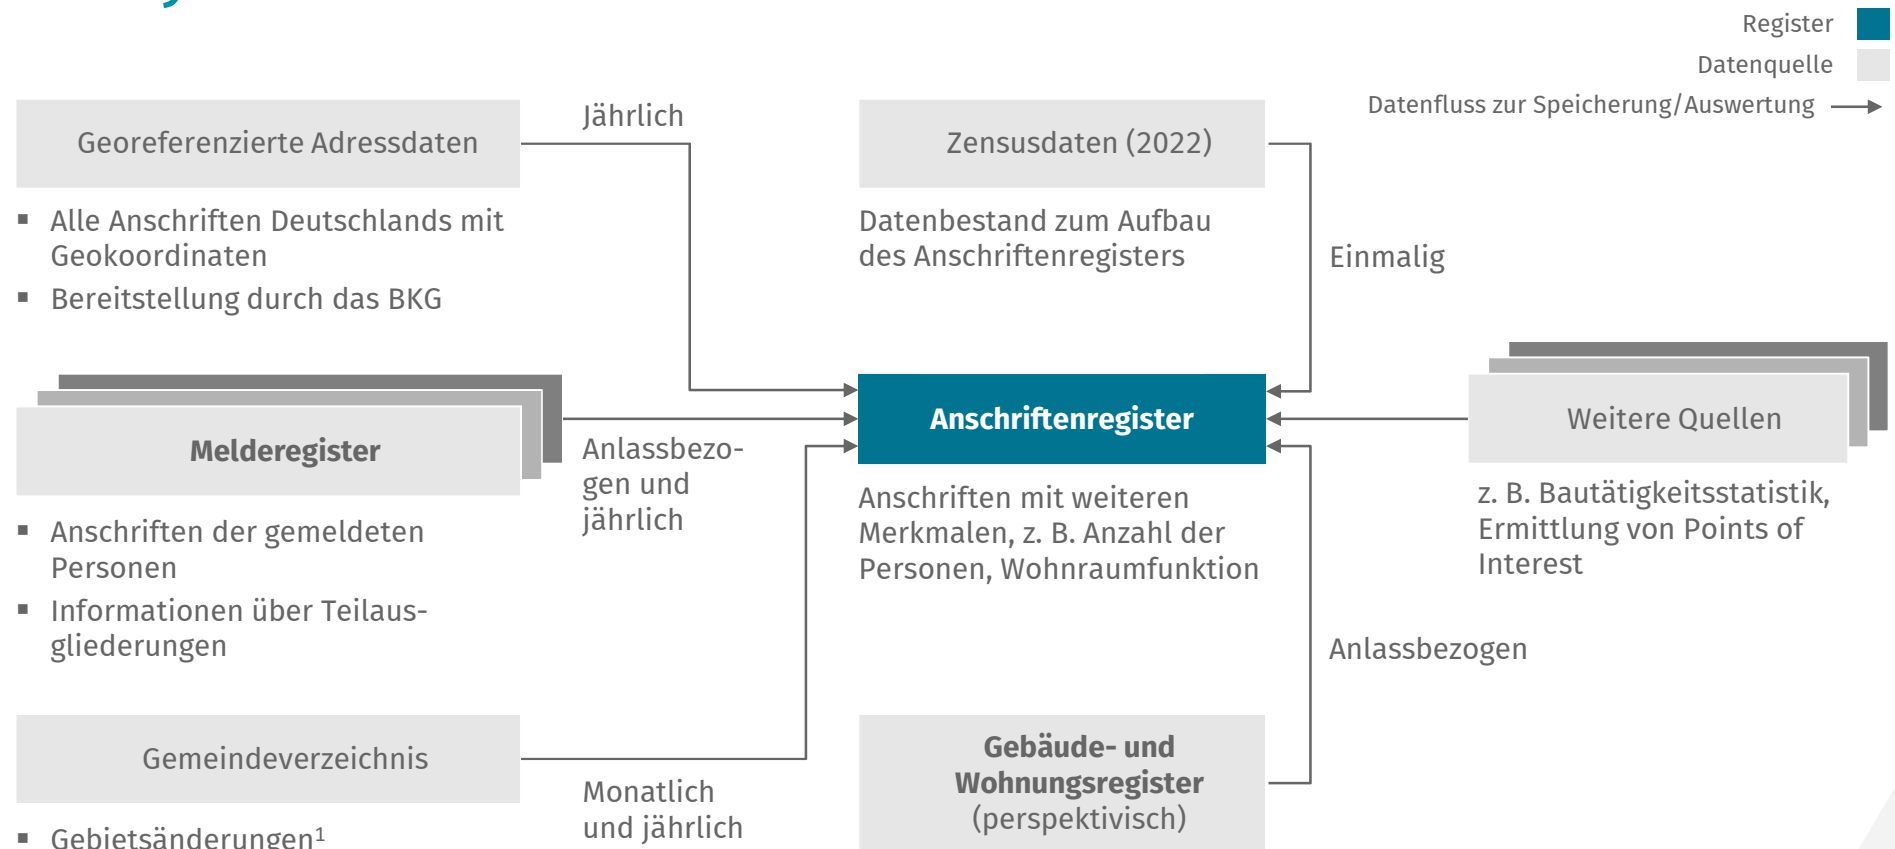 Register
Datenquelle
Datenfluss zur Speicherung/Auswertung
Georeferenzierte Adressdaten
Jährlich
▪ Alle Anschriften Deutschlands mit
Geokoordinaten
▪ Bereitstellung durch das BKG
Zensusdaten (2022)
Datenbestand zum Aufbau
des Anschriftenregisters
Einmalig
Melderegister
Anlassbezo-
gen und
jährlich
▪ Anschriften der gemeldeten
Personen
▪ Informationen über Teilaus-
gliederungen
Anschriftenregister
Anschriften mit weiteren
Merkmalen, z. B. Anzahl der
Personen, Wohnraumfunktion
Weitere Quellen
z. B. Bautätigkeitsstatistik,
Ermittlung von Points of
Interest
Anlassbezogen
Gemeindeverzeichnis
Monatlich
und jährlich
▪ Gebietsänderungen¹
Gebäude- und
Wohnungsregister
(perspektivisch)